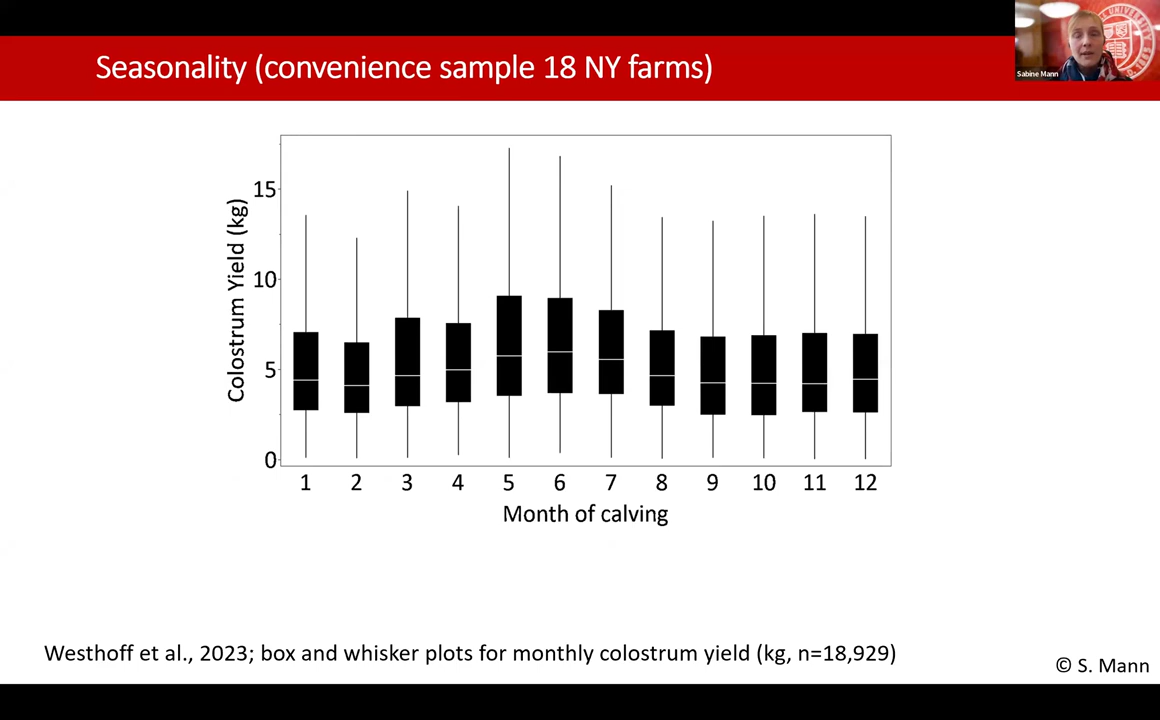 Seasonality (convenience sample 18 NY farms)
UNIVERSITY
Sabine Mann
Colostrum Yield (kg)
15
10
5
0
1 2 3 4 5 6 7 8 9 10 11 12
Month of calving
Westhoff et al., 2023; box and whisker plots for monthly colostrum yield (kg, n=18,929)
© S. Mann